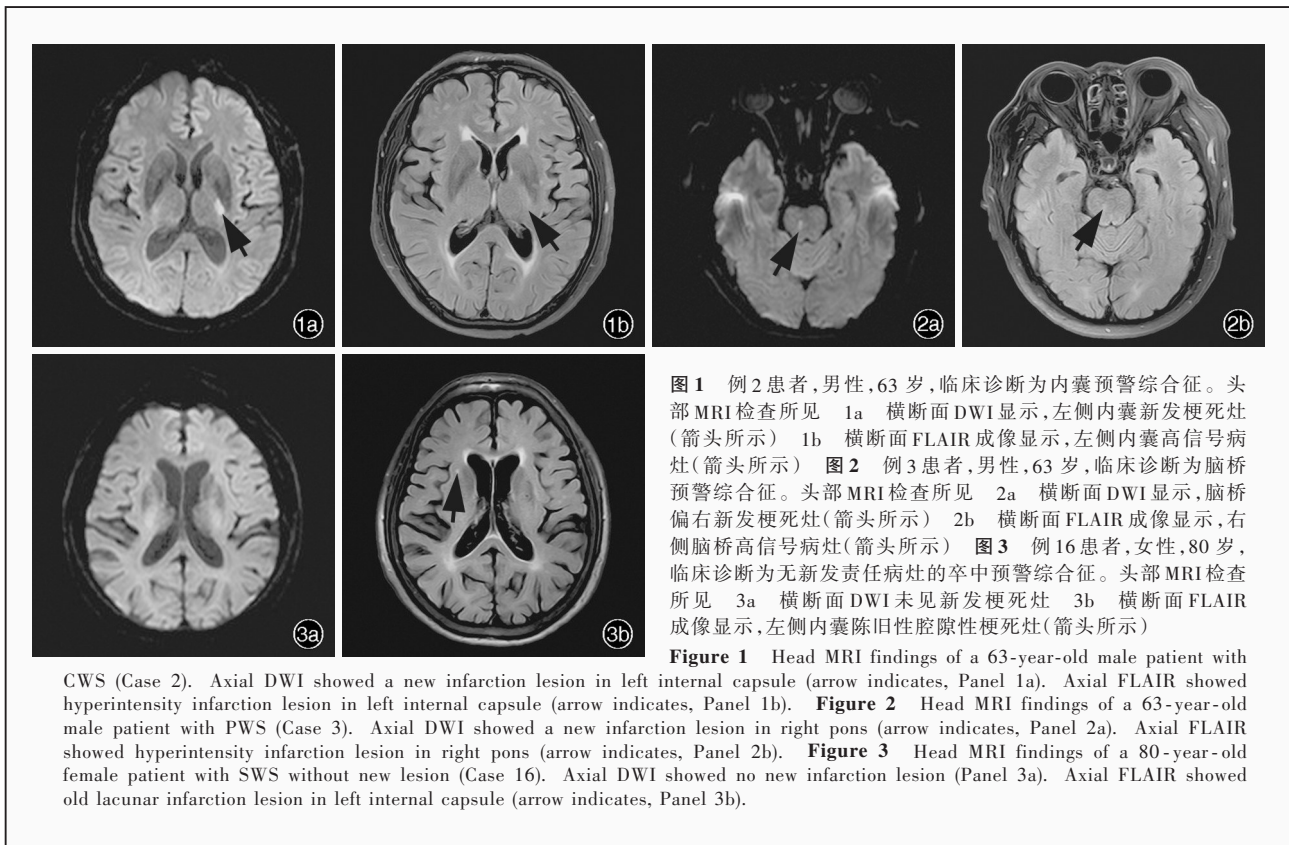 1a
1b
2a
2b
3a
3b
图1 例2患者,男性,63岁,临床诊断为内囊预警综合征。头
部MRI检查所见 1a 横断面DWI显示,左侧内囊新发梗死灶
(箭头所示) 1b 横断面FLAIR成像显示,左侧内囊高信号病
灶(箭头所示) 图2 例3患者,男性,63岁,临床诊断为脑桥
预警综合征。头部MRI检查所见 2a 横断面DWI显示,脑桥
偏右新发梗死灶(箭头所示) 2b 横断面FLAIR成像显示,右
侧脑桥高信号病灶(箭头所示) 图3 例16患者,女性,80岁,
临床诊断为无新发责任病灶的卒中预警综合征。头部MRI检查
所见 3a 横断面DWI未见新发梗死灶 3b 横断面FLAIR
成像显示,左侧内囊陈旧性腔隙性梗死灶(箭头所示)
Figure 1 Head MRI findings of a 63-year-old male patient with
CWS (Case 2). Axial DWI showed a new infarction lesion in left internal capsule (arrow indicates, Panel 1a). Axial FLAIR showed
hyperintensity infarction lesion in left internal capsule (arrow indicates, Panel 1b). Figure 2 Head MRI findings of a 63-year-old
male patient with PWS (Case 3). Axial DWI showed a new infarction lesion in right pons (arrow indicates, Panel 2a). Axial FLAIR
showed hyperintensity infarction lesion in right pons (arrow indicates, Panel 2b). Figure 3 Head MRI findings of a 80-year-old
female patient with SWS without new lesion (Case 16). Axial DWI showed no new infarction lesion (Panel 3a). Axial FLAIR showed
old lacunar infarction lesion in left internal capsule (arrow indicates, Panel 3b).